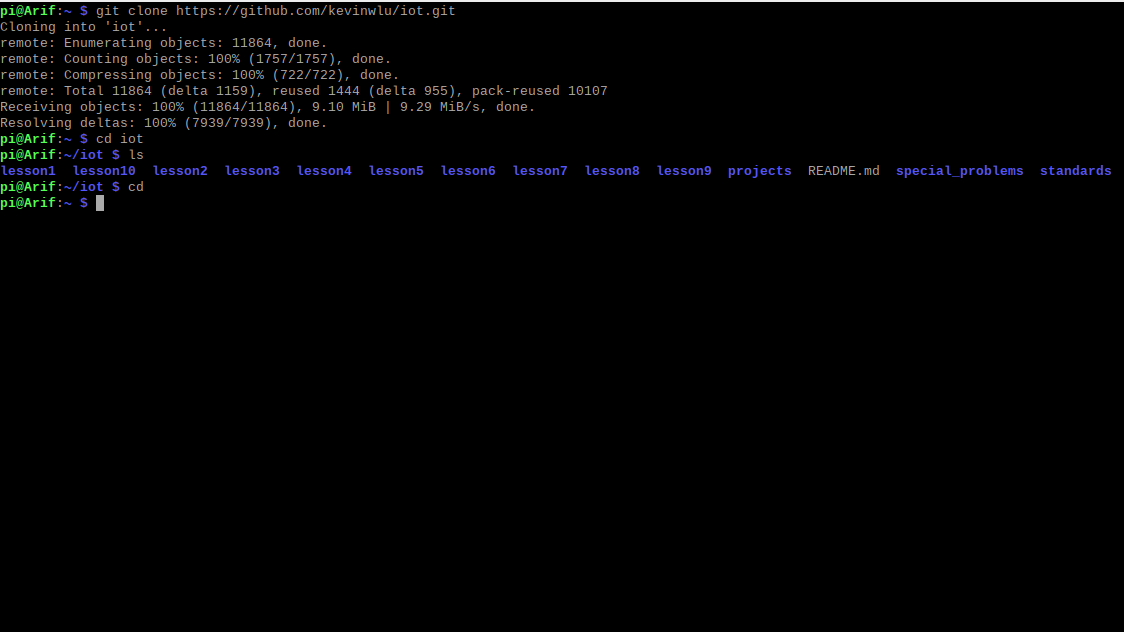 pi@Arif:~ $ git clone https://github.com/kevinwlu/iot.git
Cloning into 'iot'...
remote: Enumerating objects: 11864, done.
remote: Counting objects: 100% (1757/1757), done.
remote: Compressing objects: 100% (722/722), done.
remote: Total 11864 (delta 1159), reused 1444 (delta 955), pack-reused 10107
Receiving objects: 100% (11864/11864), 9.10 MiB | 9.29 MiB/s, done.
Resolving deltas: 100% (7939/7939), done.
pi@Arif:~ $ cd iot
pi@Arif:~/iot $ ls
lesson1  lesson10  lesson2  lesson3  lesson4  lesson5  lesson6  lesson7  lesson8  lesson9  projects  README.md  special_problems  standards
pi@Arif:~/iot $ cd
pi@Arif:~ $